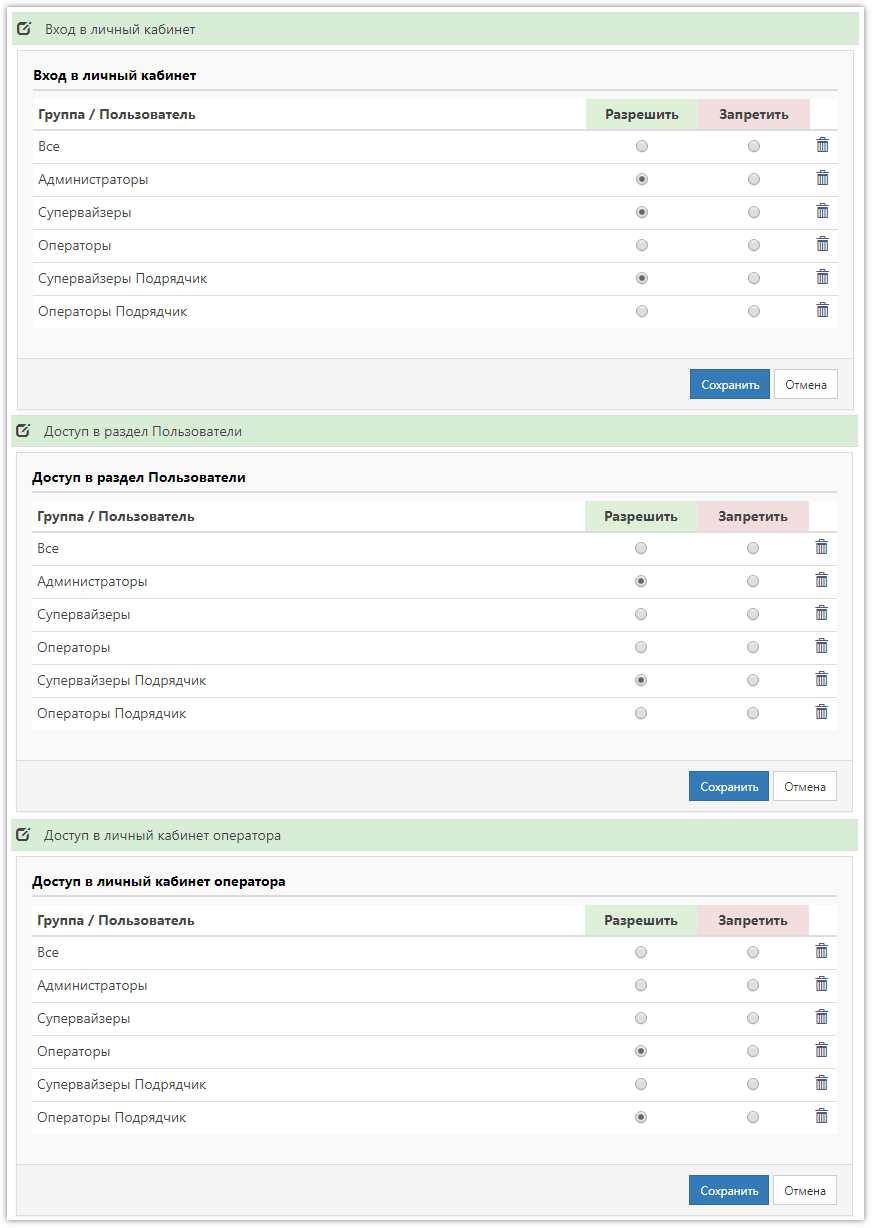 Вход в личный кабинет
Вход в личный кабинет
Группа / Пользователь Разрешить Запретить
Все
Администраторы
Супервайзеры
Операторы
Супервайзеры Подрядчик
Операторы Подрядчик
Сохранить Отмена
Доступ в раздел Пользователи
Доступ в раздел Пользователи
Группа / Пользователь Разрешить Запретить
Все
Администраторы
Супервайзеры
Операторы
Супервайзеры Подрядчик
Операторы Подрядчик
Сохранить Отмена
Доступ в личный кабинет оператора
Доступ в личный кабинет оператора
Группа / Пользователь Разрешить Запретить
Все
Администраторы
Супервайзеры
Операторы
Супервайзеры Подрядчик
Операторы Подрядчик
Сохранить Отмена